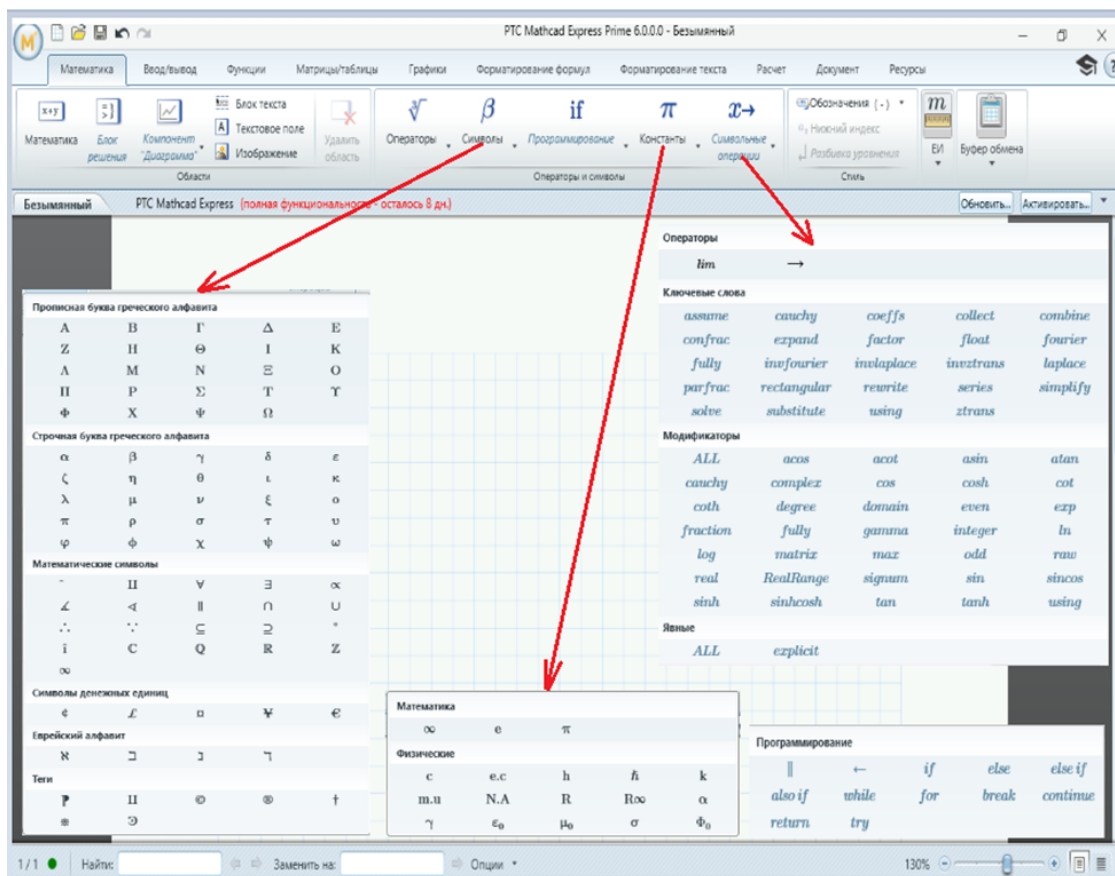 PTC Mathcad Express Prime 6.0.0.0 - Безымянный
Математика Ввод/вывод Функции Матрицы/таблицы Графики Форматирование формул Форматирование текста Расчет Документ Ресурсы
Математика
Блок решения
Компонент "Диаграмма"
Блок текста
Текстовое поле
Изображение
Удалить область
Области
Операторы
β
Символы
if
Программирование
π
Константы
x→
Символьные операции
Операторы и символы
Обозначения (-)
Нижний индекс
Разбивка уравнения
Стиль
m
ЕИ
Буфер обмена
Безымянный PTC Mathcad Express (полная функциональность - осталось 8 дн.) Обновить... Активировать...
Прописная буква греческого алфавита
Α Β Γ Δ Ε
Ζ Η Θ Ι Κ
Λ Μ Ν Ξ Ο
Π Ρ Σ Τ ϒ
Φ Χ Ψ Ω
Строчная буква греческого алфавита
α β γ δ ε
ζ η θ ι κ
λ μ ν ξ ο
π ρ σ τ υ
φ ϕ χ ψ ω
Математические символы
∀ ∃ ∝
∡ ∢ ∥ ∩ ∪
∴ ∵ ⊆ ⊇ °
î C Q R Z
∞
Символы денежных единиц
¢ £ ¤ ¥ €
Еврейский алфавит
א ב ג ד
Теги
© ® †
Операторы
lim →
Ключевые слова
assume cauchy coeffs collect combine
confrac expand factor float fourier
fully invfourier invlaplace invztrans laplace
parfrac rectangular rewrite series simplify
solve substitute using ztrans
Модификаторы
ALL acos acot asin atan
cauchy complex cos cosh cot
coth degree domain even exp
fraction fully gamma integer ln
log matrix max odd raw
real RealRange signum sin sincos
sinh sinhcosh tan tanh using
Явные
ALL explicit
Математика
∞ e π
Физические
c e.c h ħ k
m.u N.A R R∞ α
γ ε₀ μ₀ σ Φ₀
Программирование
‖ ← if else else if
also if while for break continue
return try
1 / 1 Найти: Заменить на: Опции 130%